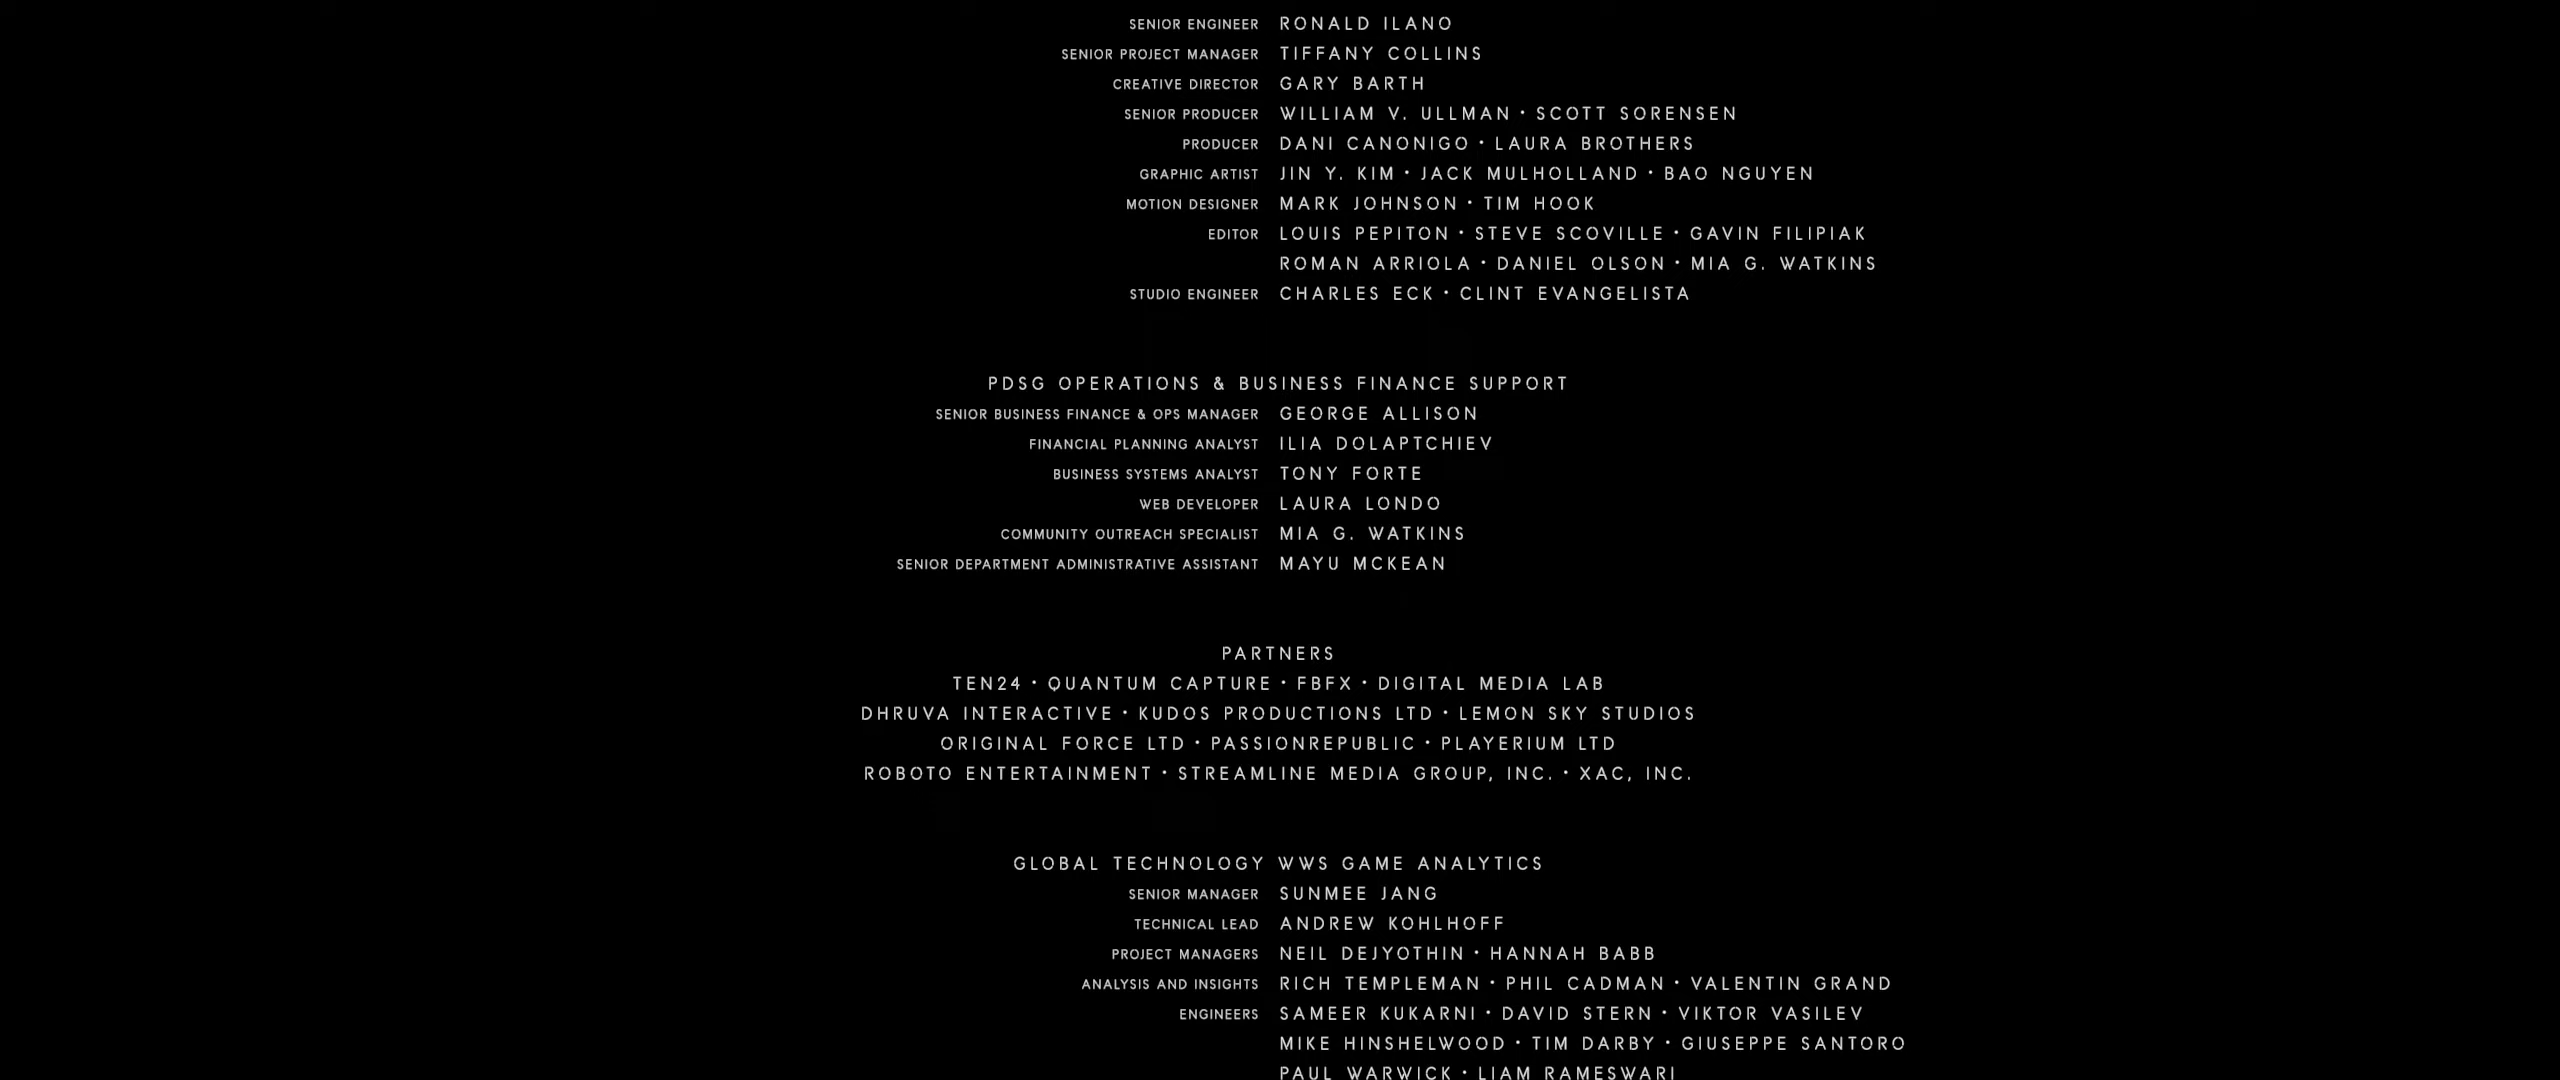 SENIOR ENGINEER RONALD ILANO
SENIOR PROJECT MANAGER TIFFANY COLLINS
CREATIVE DIRECTOR GARY BARTH
SENIOR PRODUCER WILLIAM V. ULLMAN • SCOTT SORENSEN
PRODUCER DANI CANONIGO • LAURA BROTHERS
GRAPHIC ARTIST JIN Y. KIM • JACK MULHOLLAND • BAO NGUYEN
MOTION DESIGNER MARK JOHNSON • TIM HOOK
EDITOR LOUIS PEPITON • STEVE SCOVILLE • GAVIN FILIPIAK
ROMAN ARRIOLA • DANIEL OLSON • MIA G. WATKINS
STUDIO ENGINEER CHARLES ECK • CLINT EVANGELISTA
PDSG OPERATIONS & BUSINESS FINANCE SUPPORT
SENIOR BUSINESS FINANCE & OPS MANAGER GEORGE ALLISON
FINANCIAL PLANNING ANALYST ILIA DOLAPTCHIEV
BUSINESS SYSTEMS ANALYST TONY FORTE
WEB DEVELOPER LAURA LONDO
COMMUNITY OUTREACH SPECIALIST MIA G. WATKINS
SENIOR DEPARTMENT ADMINISTRATIVE ASSISTANT MAYU MCKEAN
PARTNERS
TEN24 • QUANTUM CAPTURE • FBFX • DIGITAL MEDIA LAB
DHRUVA INTERACTIVE • KUDOS PRODUCTIONS LTD • LEMON SKY STUDIOS
ORIGINAL FORCE LTD • PASSIONREPUBLIC • PLAYERIUM LTD
ROBOTO ENTERTAINMENT • STREAMLINE MEDIA GROUP, INC. • XAC, INC.
GLOBAL TECHNOLOGY WWS GAME ANALYTICS
SENIOR MANAGER SUNMEE JANG
TECHNICAL LEAD ANDREW KOHLHOFF
PROJECT MANAGERS NEIL DEJYOTHIN • HANNAH BABB
ANALYSIS AND INSIGHTS RICH TEMPLEMAN • PHIL CADMAN • VALENTIN GRAND
ENGINEERS SAMEER KUKARNI • DAVID STERN • VIKTOR VASILEV
MIKE HINSHELWOOD • TIM DARBY • GIUSEPPE SANTORO
PAUL WARWICK • LIAM RAMESWARI